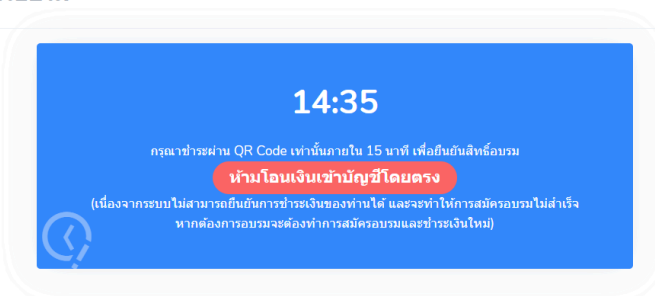 14:35
กรุณาชำระผ่าน QR Code เท่านั้นภายใน 15 นาที เพื่อยืนยันสิทธิ์อบรม
ห้ามโอนเงินเข้าบัญชีโดยตรง
(เนื่องจากระบบไม่สามารถยืนยันการชำระเงินของท่านได้ และจะทำให้การสมัครอบรมไม่สำเร็จ
หากต้องการอบรมจะต้องทำการสมัครอบรมและชำระเงินใหม่)